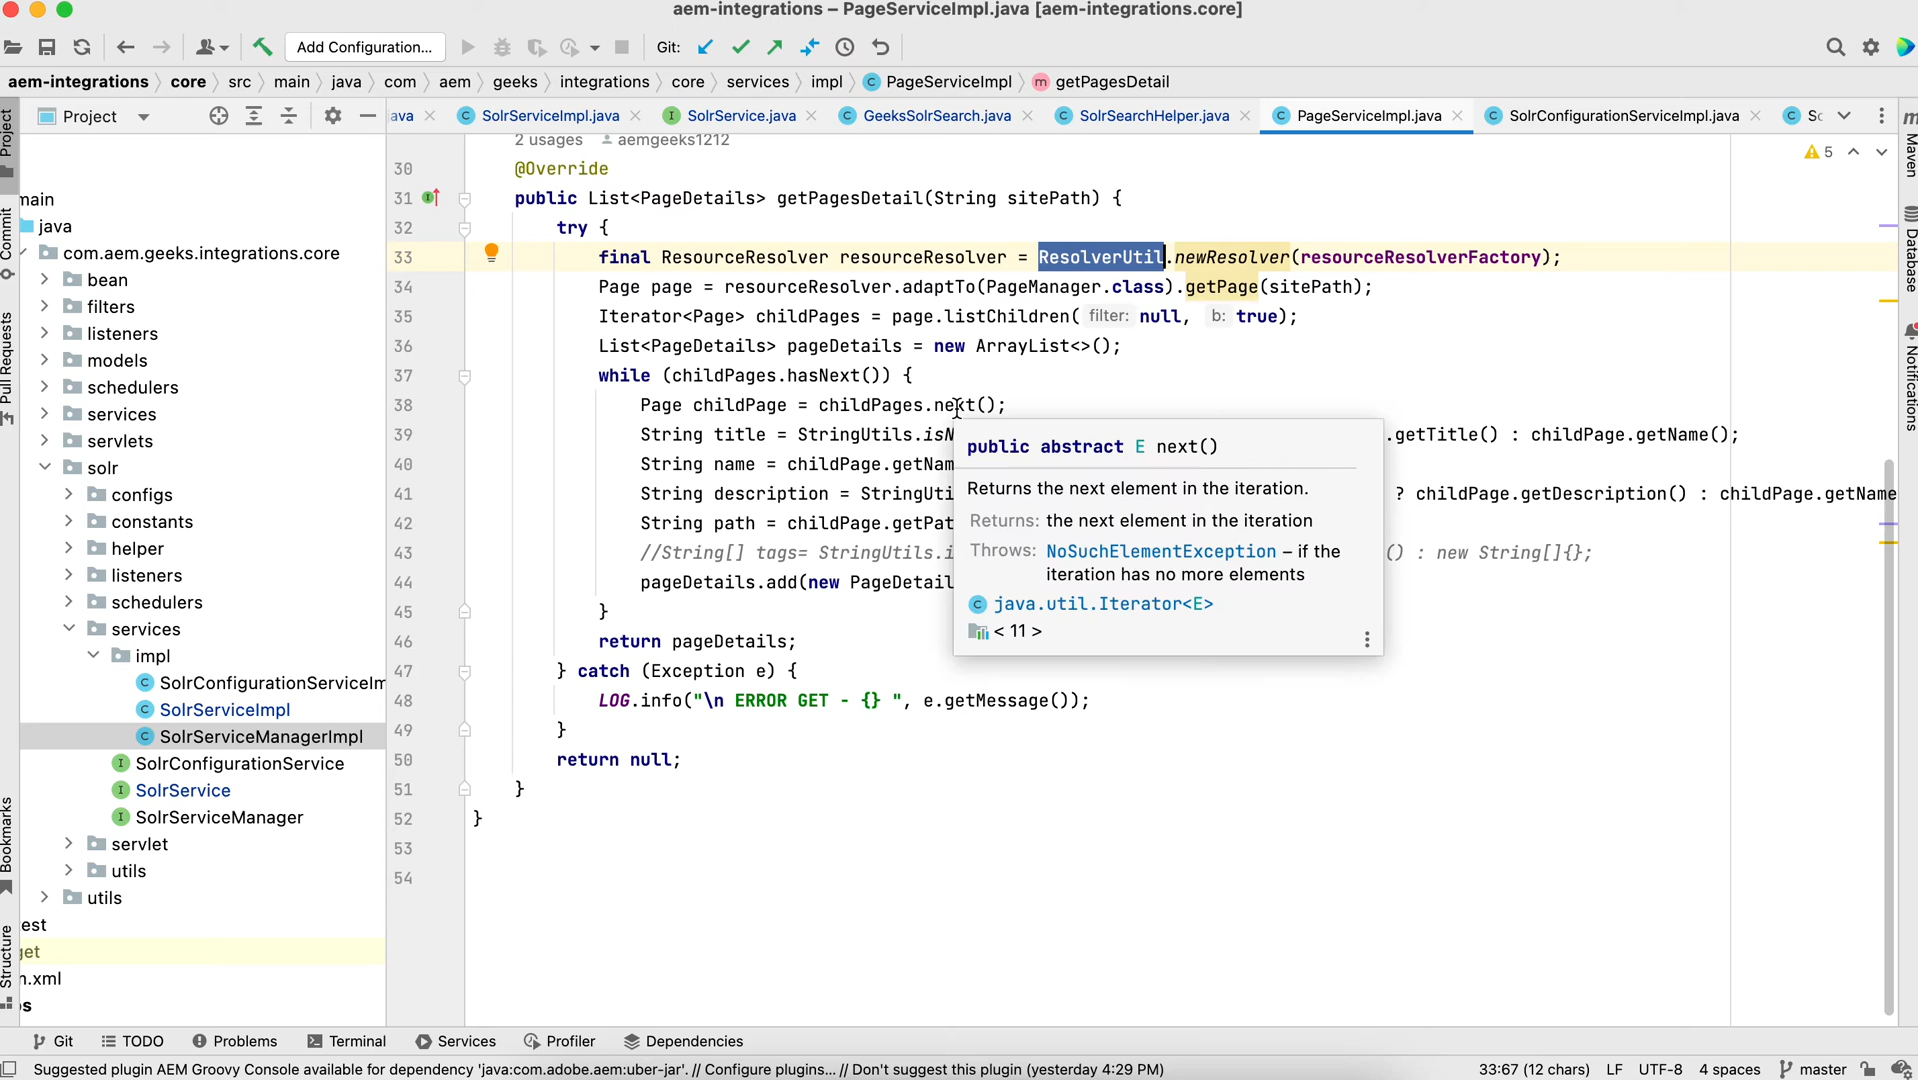 aem-integrations – PageServiceImpl.java [aem-integrations.core]
Add Configuration...
Git:
aem-integrations
core
src
main
java
com
aem
geeks
integrations
core
services
impl
PageServiceImpl
getPagesDetail
Project
ava
SolrServiceImpl.java
SolrService.java
GeeksSolrSearch.java
SolrSearchHelper.java
PageServiceImpl.java
SolrConfigurationServiceImpl.java
Maven
Database
Notifications
Project
Commit
Pull Requests
Bookmarks
Structure
main
java
com.aem.geeks.integrations.core
bean
filters
listeners
models
schedulers
services
servlets
solr
configs
constants
helper
listeners
schedulers
services
impl
SolrConfigurationServiceIm
SolrServiceImpl
SolrServiceManagerImpl
SolrConfigurationService
SolrService
SolrServiceManager
servlet
utils
utils
est
get
.xml
2 usages aemgeeks1212
5
30 @Override
31 public List<PageDetails> getPagesDetail(String sitePath) {
32 try {
33 final ResourceResolver resourceResolver = ResolverUtil.newResolver(resourceResolverFactory);
34 Page page = resourceResolver.adaptTo(PageManager.class).getPage(sitePath);
35 Iterator<Page> childPages = page.listChildren( filter: null, b: true);
36 List<PageDetails> pageDetails = new ArrayList<>();
37 while (childPages.hasNext()) {
38 Page childPage = childPages.next();
39 String title = StringUtils.isN .getTitle() : childPage.getName();
40 String name = childPage.getNam
41 String description = StringUti ? childPage.getDescription() : childPage.getName
42 String path = childPage.getPat
43 //String[] tags= StringUtils.i () : new String[]{};
44 pageDetails.add(new PageDetail
45 }
46 return pageDetails;
47 } catch (Exception e) {
48 LOG.info("\n ERROR GET - {} ", e.getMessage());
49 }
50 return null;
51 }
52 }
53
54
public abstract E next()
Returns the next element in the iteration.
Returns: the next element in the iteration
Throws: NoSuchElementException – if the
iteration has no more elements
java.util.Iterator<E>
< 11 >
Git
TODO
Problems
Terminal
Services
Profiler
Dependencies
Suggested plugin AEM Groovy Console available for dependency 'java:com.adobe.aem:uber-jar'. // Configure plugins... // Don't suggest this plugin (yesterday 4:29 PM)
33:67 (12 chars)
LF
UTF-8
4 spaces
master